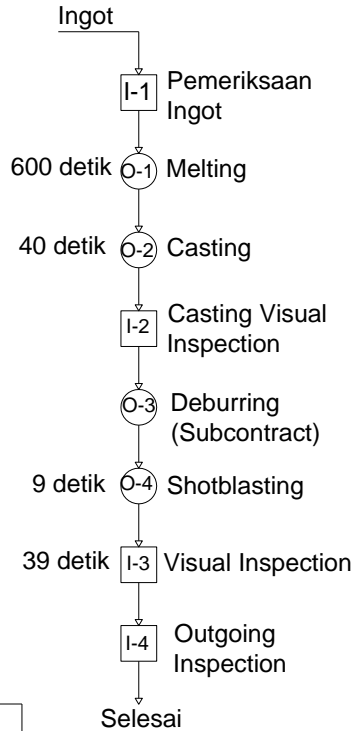 Ingot
I-1 Pemeriksaan
Ingot
600 detik O-1 Melting
40 detik O-2 Casting
I-2 Casting Visual
Inspection
O-3 Deburring
(Subcontract)
9 detik O-4 Shotblasting
39 detik I-3 Visual Inspection
I-4 Outgoing
Inspection
Selesai